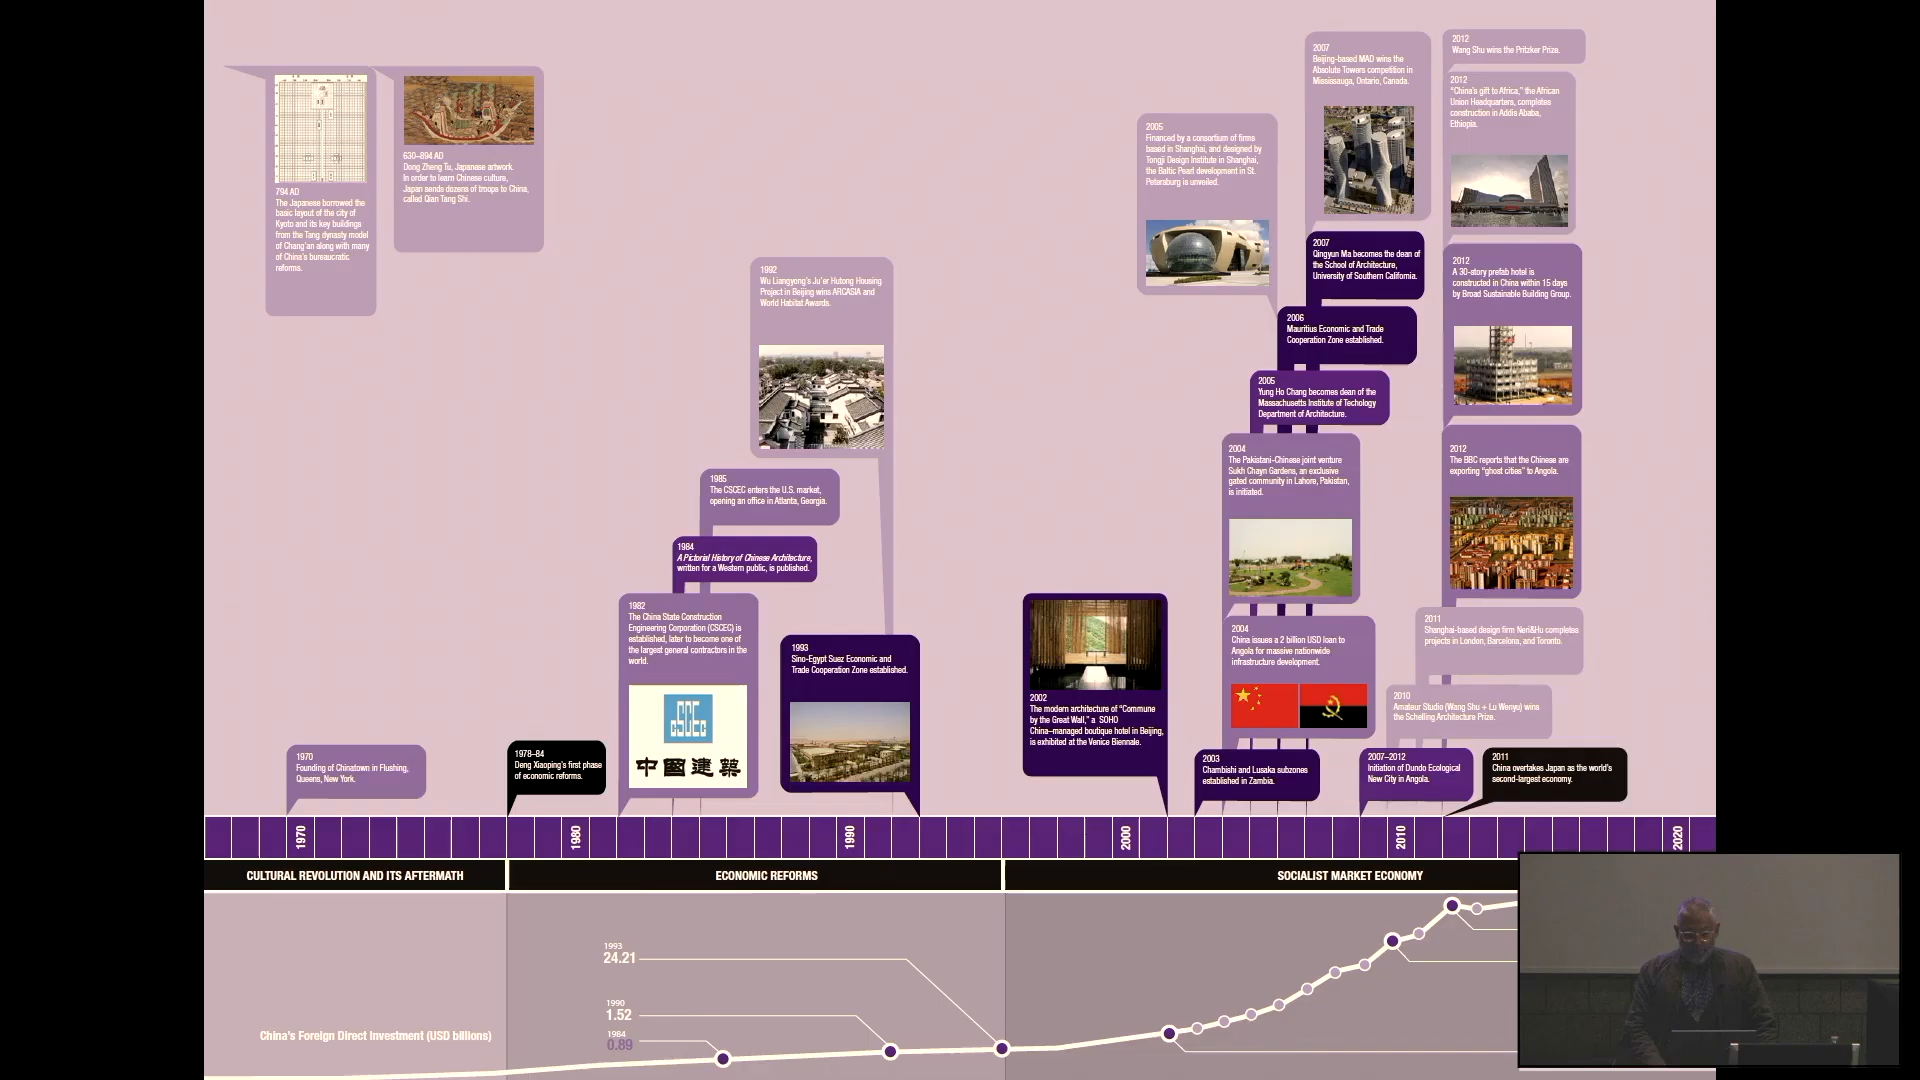 794 AD
The Japanese borrowed the
basic layout of the city of
Kyoto and its key buildings
from the Tang dynasty model
of Chang'an along with many
of China's bureaucratic
reforms.
630–894 AD
Dong Zheng Tu, Japanese artwork.
In order to learn Chinese culture,
Japan sends dozens of troops to China,
called Qian Tang Shi.
1970
Founding of Chinatown in Flushing,
Queens, New York.
1978–84
Deng Xiaoping's first phase
of economic reforms.
1982
The China State Construction
Engineering Corporation (CSCEC) is
established, later to become one of
the largest general contractors in the
world.
CSCEC
中國建築
1984
A Pictorial History of Chinese Architecture,
written for a Western public, is published.
1985
The CSCEC enters the U.S. market,
opening an office in Atlanta, Georgia.
1992
Wu Liangyong's Ju'er Hutong Housing
Project in Beijing wins ARCASIA and
World Habitat Awards.
1993
Sino-Egypt Suez Economic and
Trade Cooperation Zone established.
2002
The modern architecture of "Commune
by the Great Wall," a SOHO
China–managed boutique hotel in Beijing,
is exhibited at the Venice Biennale.
2003
Chambishi and Lusaka subzones
established in Zambia.
2004
China issues a 2 billion USD loan to
Angola for massive nationwide
infrastructure development.
2004
The Pakistani-Chinese joint venture
Sukh Chayn Gardens, an exclusive
gated community in Lahore, Pakistan,
is initiated.
2005
Yung Ho Chang becomes dean of the
Massachusetts Institute of Techology
Department of Architecture.
2006
Mauritius Economic and Trade
Cooperation Zone established.
2005
Financed by a consortium of firms
based in Shanghai, and designed by
Tongji Design Institute in Shanghai,
the Baltic Pearl development in St.
Petersburg is unveiled.
2007
Qingyun Ma becomes the dean of
the School of Architecture,
University of Southern California.
2007
Beijing-based MAD wins the
Absolute Towers competition in
Mississauga, Ontario, Canada.
2012
Wang Shu wins the Pritzker Prize.
2012
"China's gift to Africa," the African
Union Headquarters, completes
construction in Addis Ababa,
Ethiopia.
2012
A 30-story prefab hotel is
constructed in China within 15 days
by Broad Sustainable Building Group.
2012
The BBC reports that the Chinese are
exporting "ghost cities" to Angola.
2011
Shanghai-based design firm Neri&Hu completes
projects in London, Barcelona, and Toronto.
2010
Amateur Studio (Wang Shu + Lu Wenyu) wins
the Schelling Architecture Prize.
2007–2012
Initiation of Dundo Ecological
New City in Angola.
2011
China overtakes Japan as the world's
second-largest economy.
1970
1980
1990
2000
2010
2020
CULTURAL REVOLUTION AND ITS AFTERMATH
ECONOMIC REFORMS
SOCIALIST MARKET ECONOMY
1993
24.21
1990
1.52
1984
0.89
China's Foreign Direct Investment (USD billions)